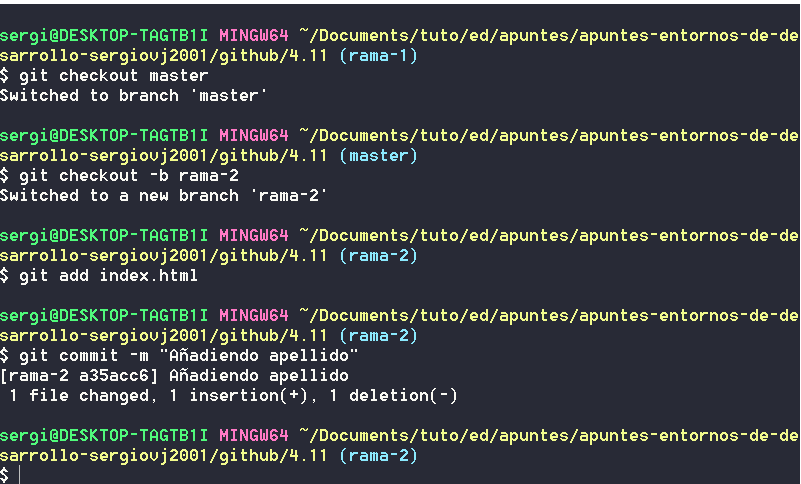 sergi@DESKTOP-TAGTB1I MINGW64 ~/Documents/tuto/ed/apuntes/apuntes-entornos-de-de
sarrollo-sergiovj2001/github/4.11 (rama-1)
$ git checkout master
Switched to branch 'master'
sergi@DESKTOP-TAGTB1I MINGW64 ~/Documents/tuto/ed/apuntes/apuntes-entornos-de-de
sarrollo-sergiovj2001/github/4.11 (master)
$ git checkout -b rama-2
Switched to a new branch 'rama-2'
sergi@DESKTOP-TAGTB1I MINGW64 ~/Documents/tuto/ed/apuntes/apuntes-entornos-de-de
sarrollo-sergiovj2001/github/4.11 (rama-2)
$ git add index.html
sergi@DESKTOP-TAGTB1I MINGW64 ~/Documents/tuto/ed/apuntes/apuntes-entornos-de-de
sarrollo-sergiovj2001/github/4.11 (rama-2)
$ git commit -m "Añadiendo apellido"
[rama-2 a35acc6] Añadiendo apellido
 1 file changed, 1 insertion(+), 1 deletion(-)
sergi@DESKTOP-TAGTB1I MINGW64 ~/Documents/tuto/ed/apuntes/apuntes-entornos-de-de
sarrollo-sergiovj2001/github/4.11 (rama-2)
$